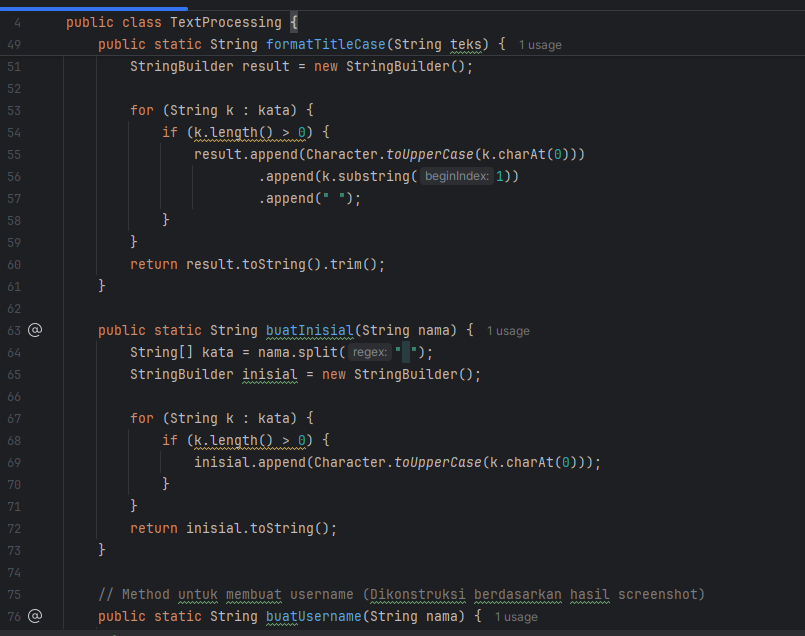 4 public class TextProcessing {
49 public static String formatTitleCase(String teks) { 1 usage
51 StringBuilder result = new StringBuilder();
52
53 for (String k : kata) {
54 if (k.length() > 0) {
55 result.append(Character.toUpperCase(k.charAt(0)))
56 .append(k.substring( beginIndex: 1))
57 .append(" ");
58 }
59 }
60 return result.toString().trim();
61 }
62
63 @ public static String buatInisial(String nama) { 1 usage
64 String[] kata = nama.split( regex: " ");
65 StringBuilder inisial = new StringBuilder();
66
67 for (String k : kata) {
68 if (k.length() > 0) {
69 inisial.append(Character.toUpperCase(k.charAt(0)));
70 }
71 }
72 return inisial.toString();
73 }
74
75 // Method untuk membuat username (Dikonstruksi berdasarkan hasil screenshot)
76 @ public static String buatUsername(String nama) { 1 usage